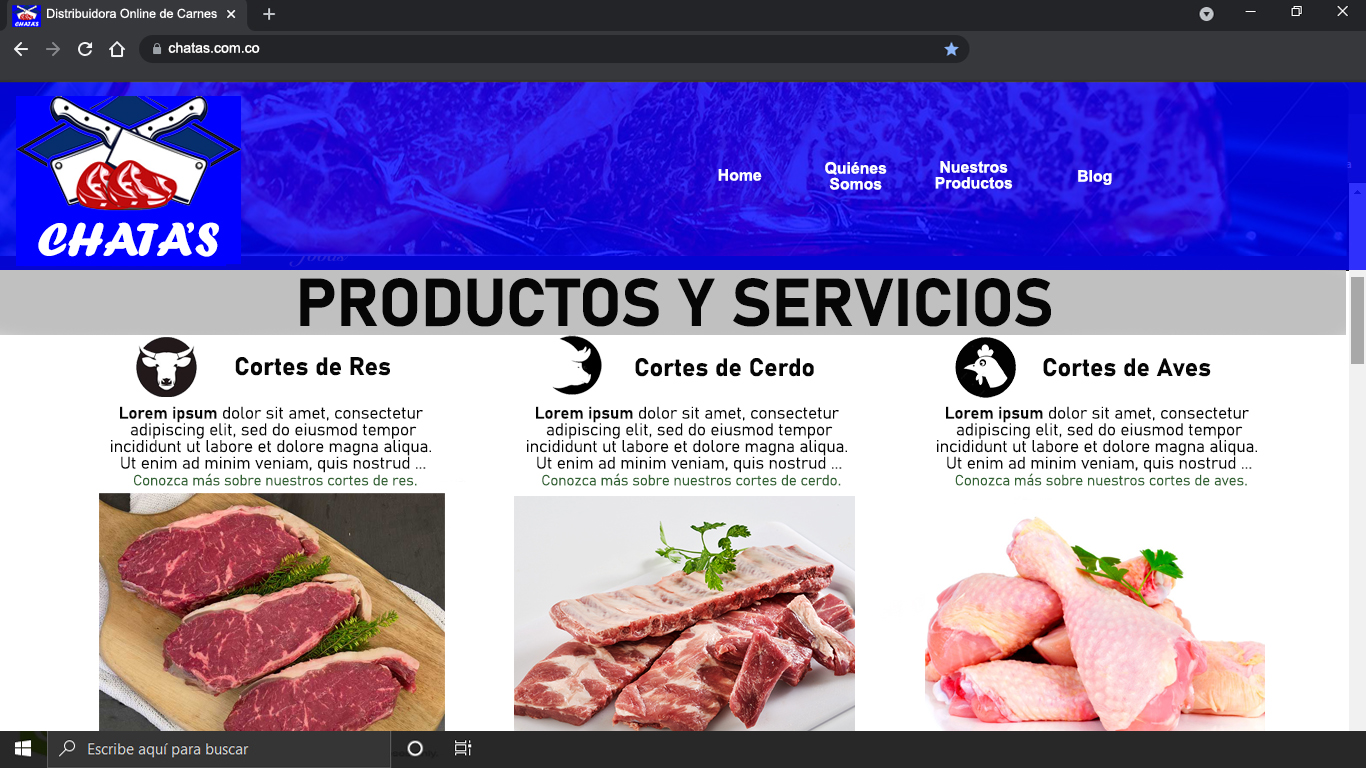 Distribuidora Online de Carnes
chatas.com.co
CHATA'S
CHATA'S
Home
Quiénes
Somos
Nuestros
Productos
Blog
foods
PRODUCTOS Y SERVICIOS
Cortes de Res
Lorem ipsum dolor sit amet, consectetur
adipiscing elit, sed do eiusmod tempor
incididunt ut labore et dolore magna aliqua.
Ut enim ad minim veniam, quis nostrud ...
Conozca más sobre nuestros cortes de res.
Cortes de Cerdo
Lorem ipsum dolor sit amet, consectetur
adipiscing elit, sed do eiusmod tempor
incididunt ut labore et dolore magna aliqua.
Ut enim ad minim veniam, quis nostrud ...
Conozca más sobre nuestros cortes de cerdo.
Cortes de Aves
Lorem ipsum dolor sit amet, consectetur
adipiscing elit, sed do eiusmod tempor
incididunt ut labore et dolore magna aliqua.
Ut enim ad minim veniam, quis nostrud ...
Conozca más sobre nuestros cortes de aves.
Escribe aquí para buscar